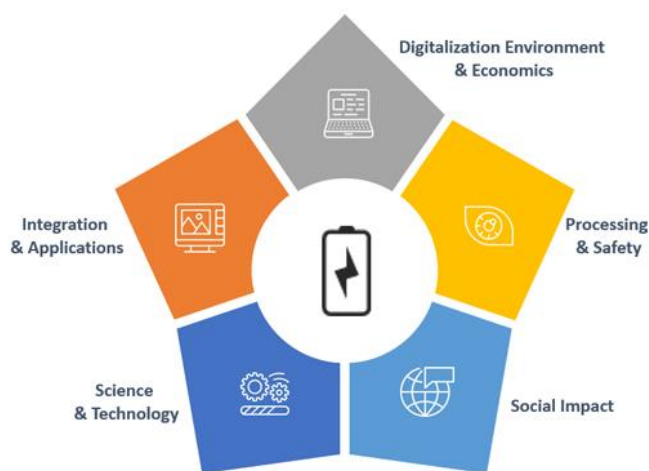 Digitalization Environment
& Economics
Integration
& Applications
Processing
& Safety
Science
& Technology
Social Impact